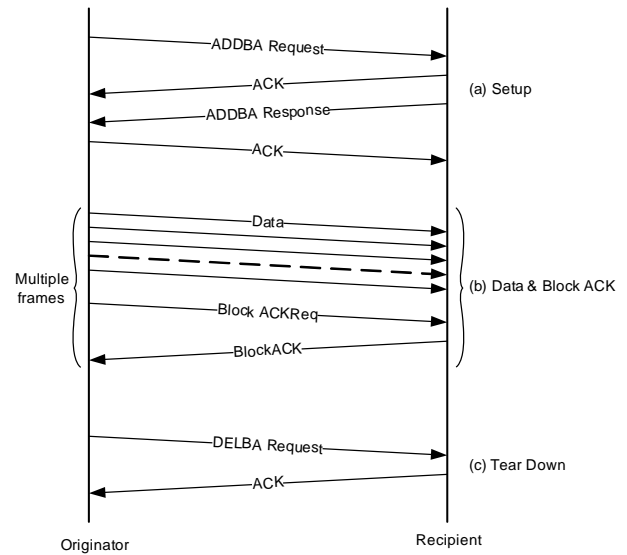 ADDBA Request
ACK
(a) Setup
ADDBA Response
ACK
Data
Multiple
frames
(b) Data & Block ACK
Block ACKReq
BlockACK
DELBA Request
(c) Tear Down
ACK
Originator
Recipient